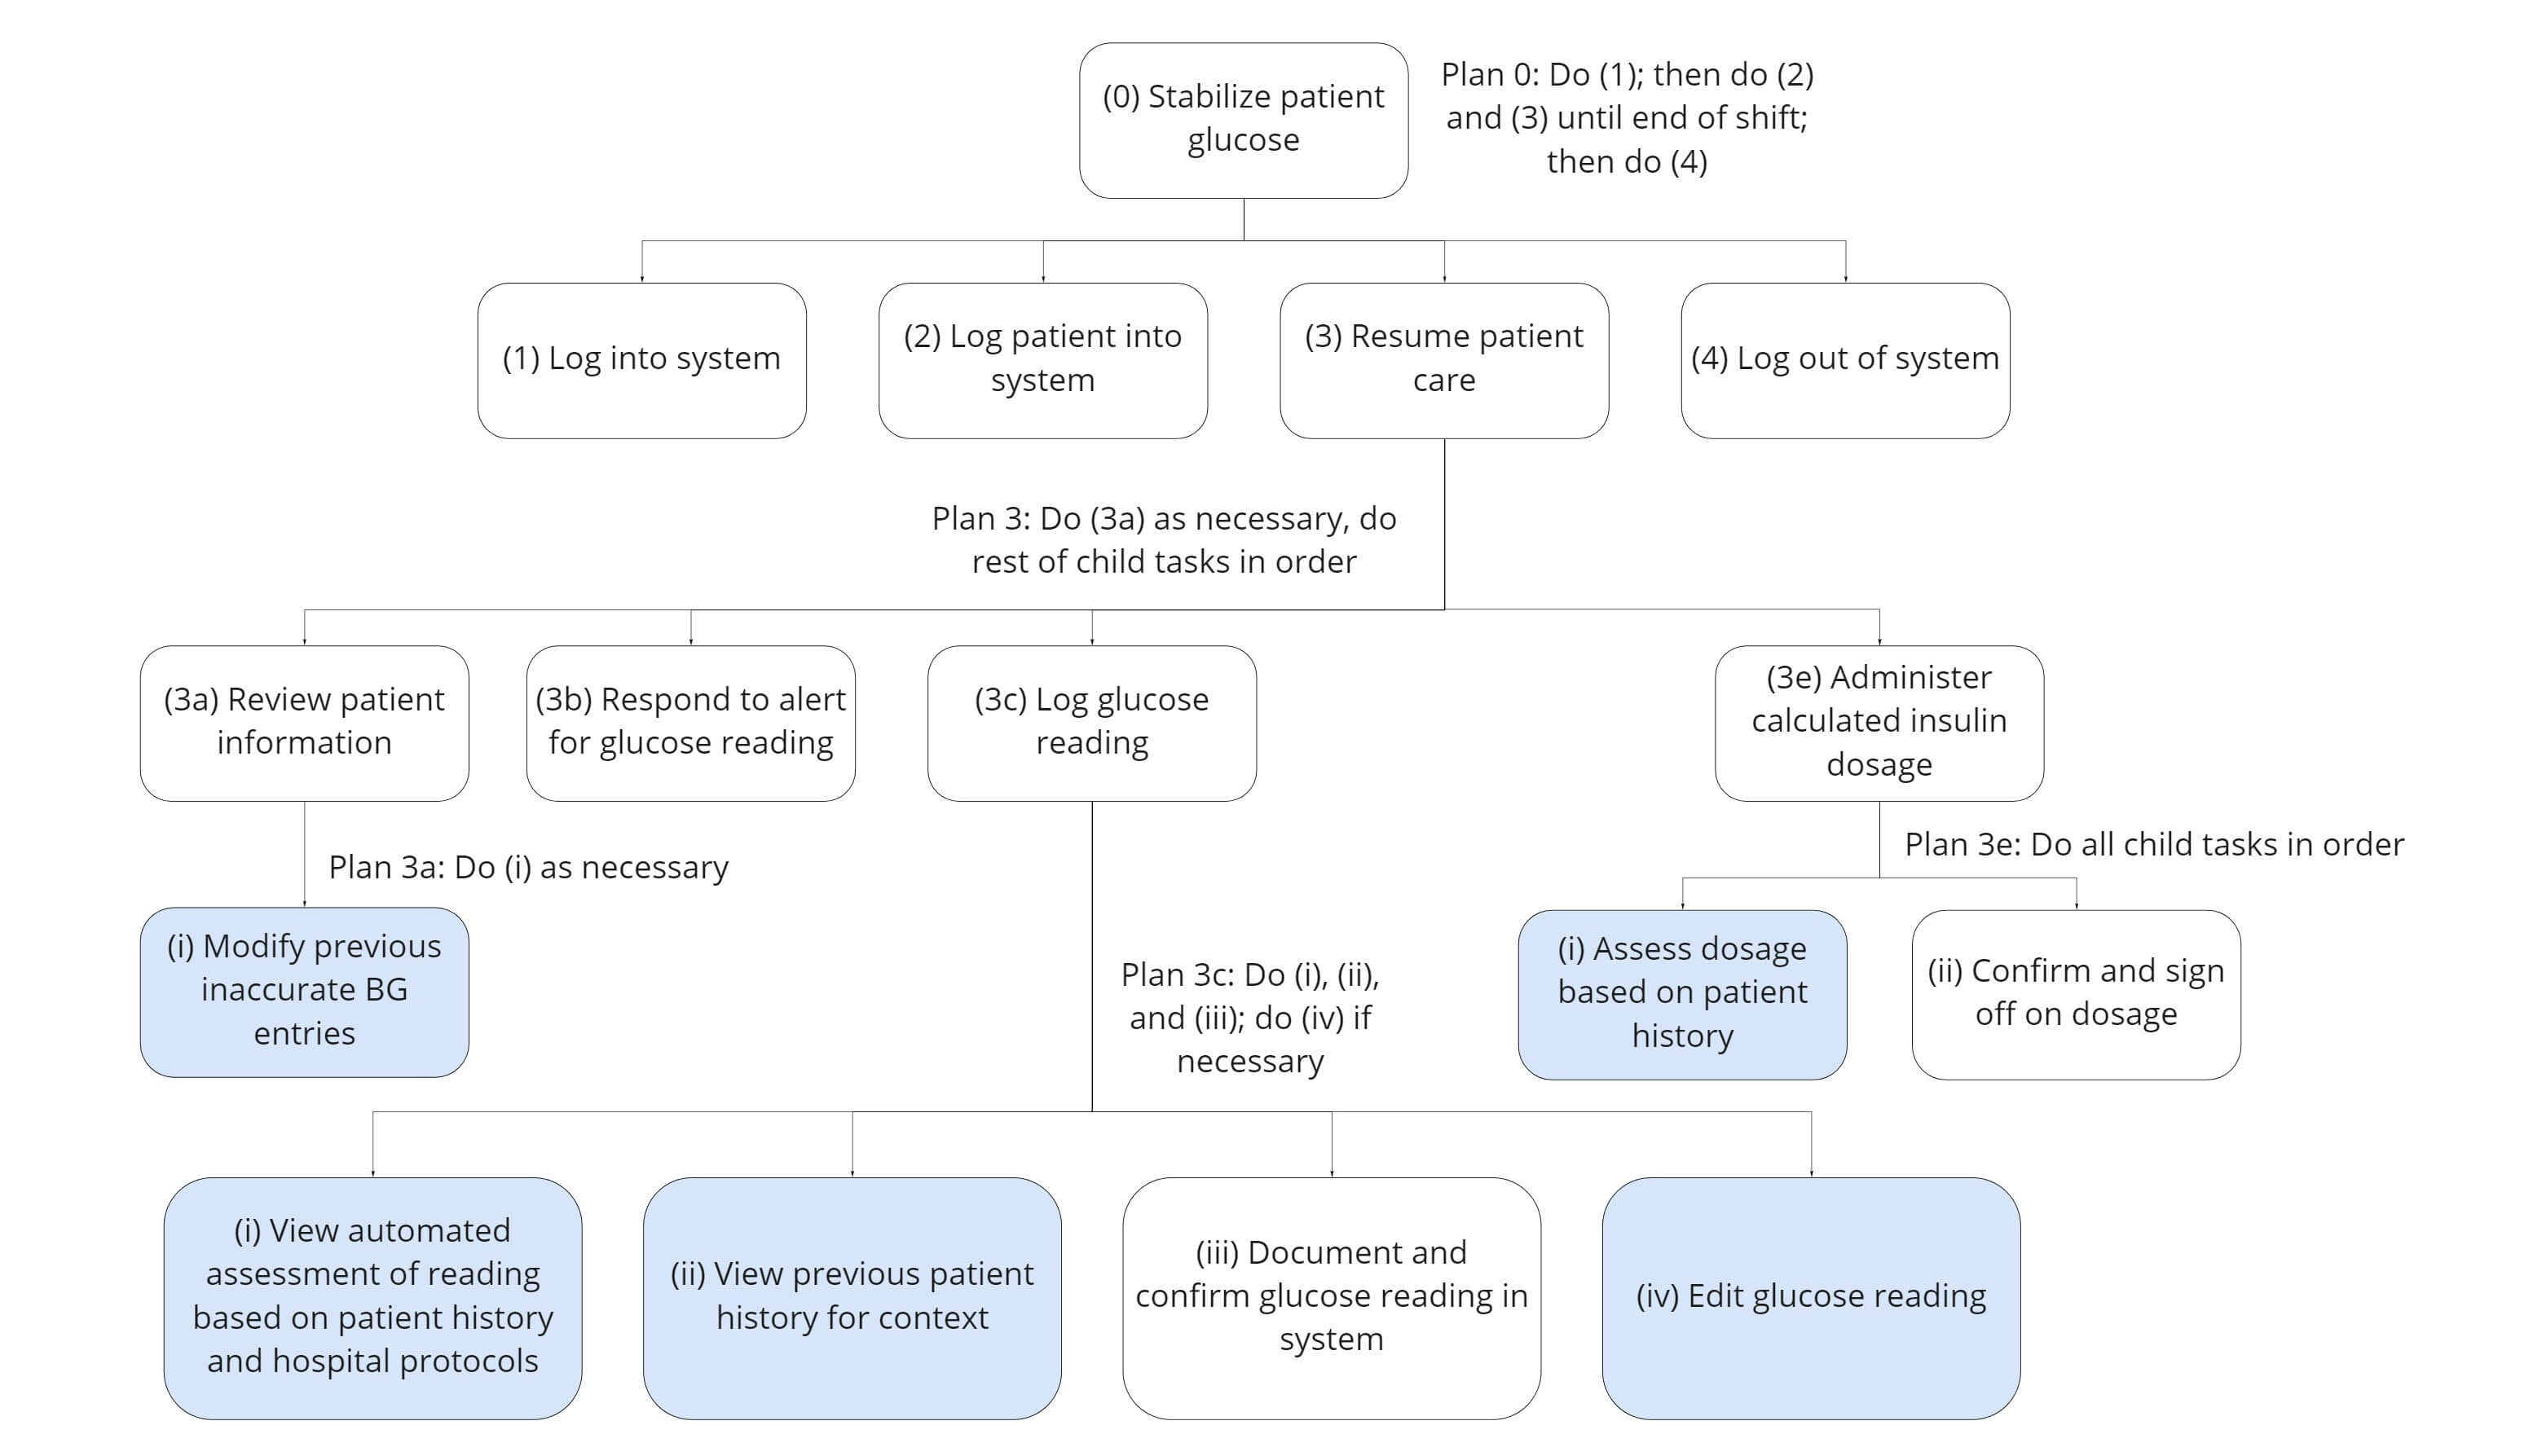 (0) Stabilize patient
glucose
Plan 0: Do (1); then do (2)
and (3) until end of shift;
then do (4)
(1) Log into system
(2) Log patient into
system
(3) Resume patient
care
(4) Log out of system
Plan 3: Do (3a) as necessary, do
rest of child tasks in order
(3a) Review patient
information
(3b) Respond to alert
for glucose reading
(3c) Log glucose
reading
(3e) Administer
calculated insulin
dosage
Plan 3a: Do (i) as necessary
Plan 3e: Do all child tasks in order
(i) Modify previous
inaccurate BG
entries
Plan 3c: Do (i), (ii),
and (iii); do (iv) if
necessary
(i) Assess dosage
based on patient
history
(ii) Confirm and sign
off on dosage
(i) View automated
assessment of reading
based on patient history
and hospital protocols
(ii) View previous patient
history for context
(iii) Document and
confirm glucose reading in
system
(iv) Edit glucose reading